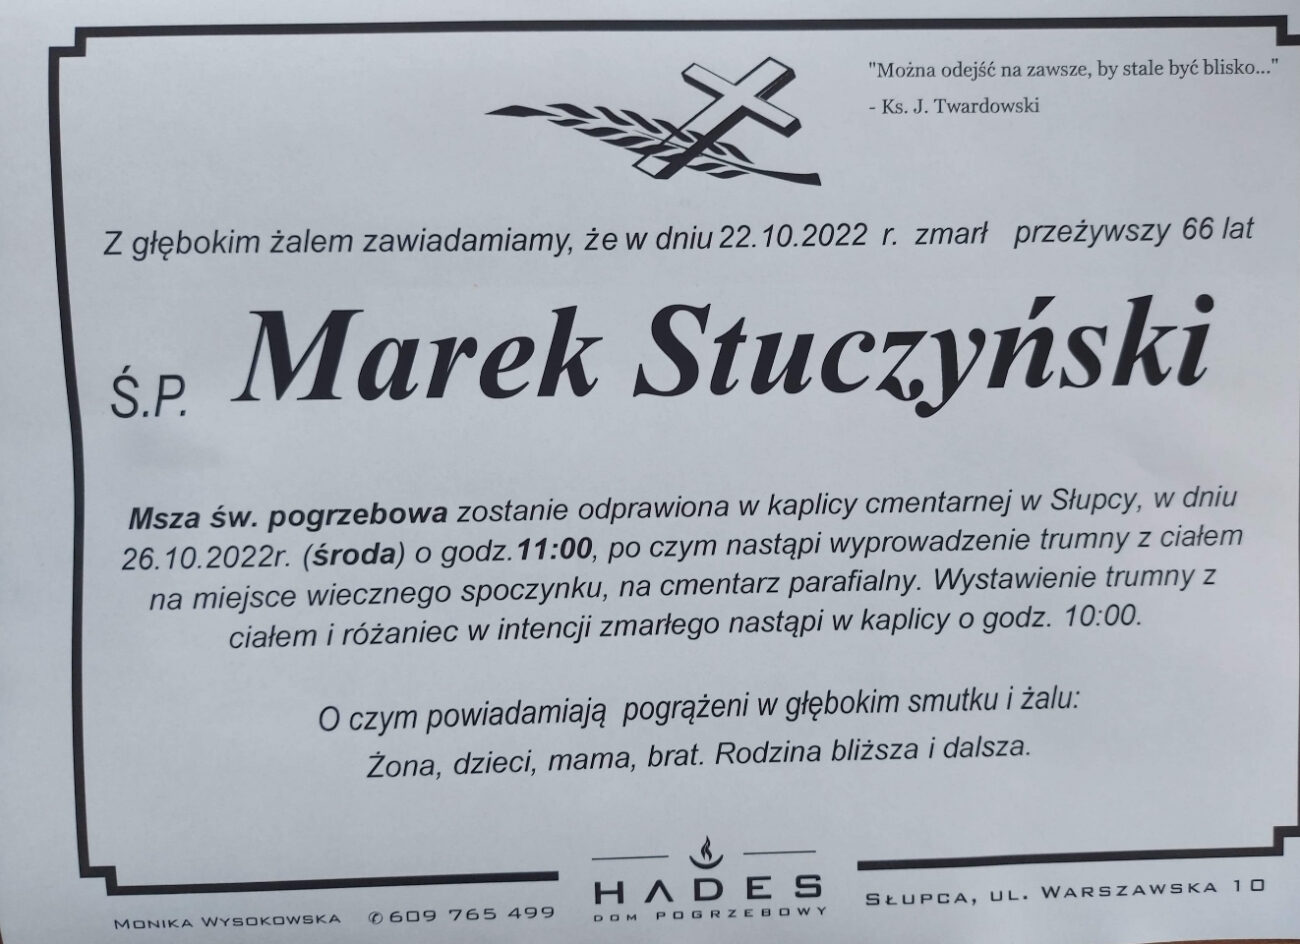 "Można odejść na zawsze, by stale być blisko..."
- Ks. J. Twardowski
Z głębokim żalem zawiadamiamy, że w dniu 22.10.2022 r. zmarł przeżywszy 66 lat
Ś.P. Marek Stuczyński
Msza św. pogrzebowa zostanie odprawiona w kaplicy cmentarnej w Słupcy, w dniu
26.10.2022r. (środa) o godz.11:00, po czym nastąpi wyprowadzenie trumny z ciałem
na miejsce wiecznego spoczynku, na cmentarz parafialny. Wystawienie trumny z
ciałem i różaniec w intencji zmarłego nastąpi w kaplicy o godz. 10:00.
O czym powiadamiają pogrążeni w głębokim smutku i żalu:
Żona, dzieci, mama, brat. Rodzina bliższa i dalsza.
HADES
DOM POGRZEBOWY
MONIKA WYSOKOWSKA ✆ 609 765 499
SŁUPCA, UL. WARSZAWSKA 10